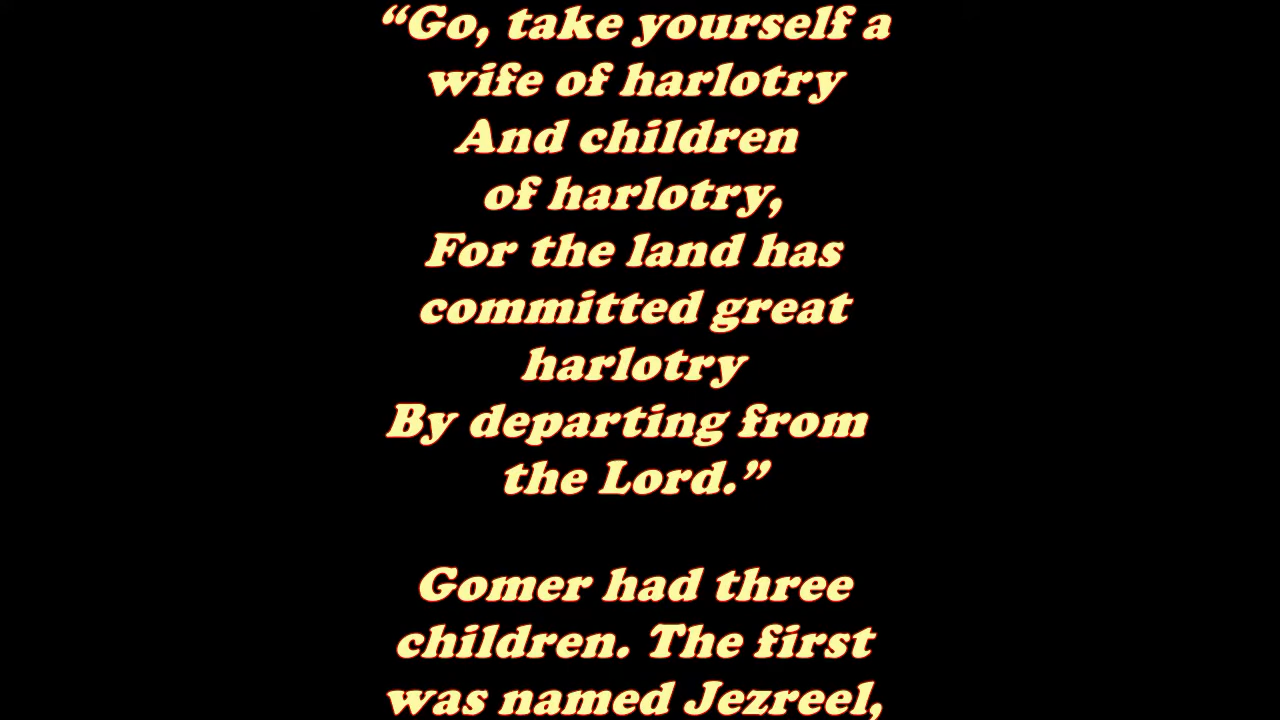 “Go, take yourself a
wife of harlotry
And children
of harlotry,
For the land has
committed great
harlotry
By departing from
the Lord.”
Gomer had three
children. The first
was named Jezreel,